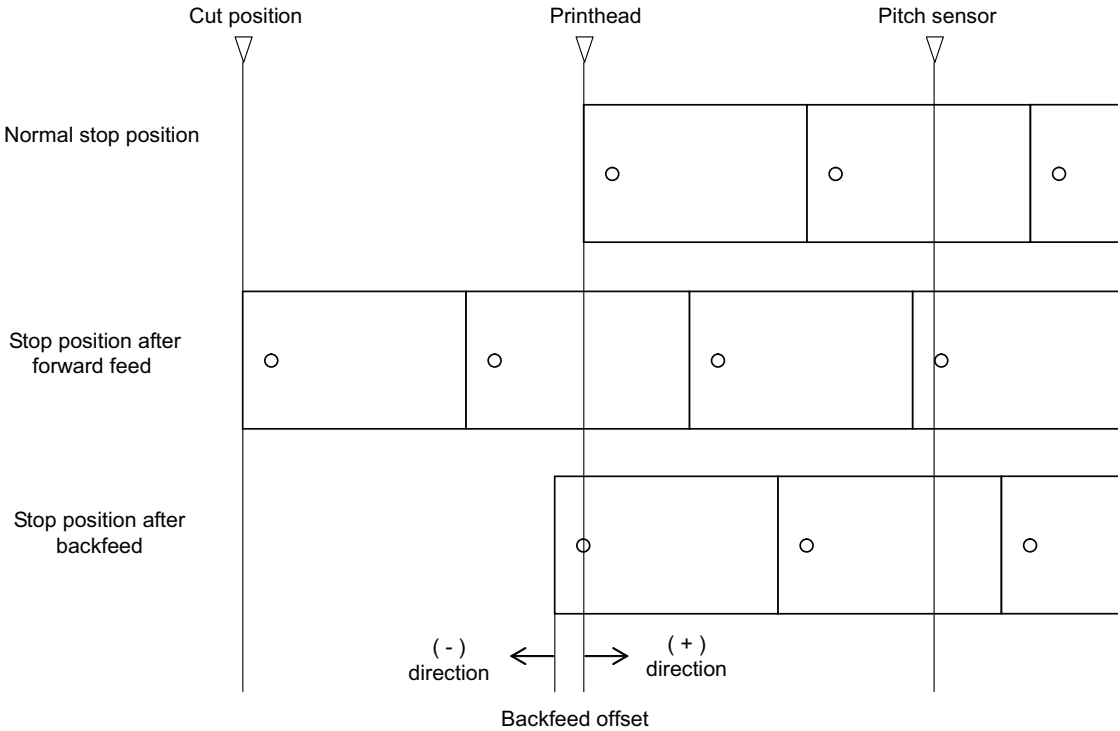 Cut position
Printhead
Pitch sensor
Normal stop position
Stop position after
forward feed
Stop position after
backfeed
( - )
direction
( + )
direction
Backfeed offset